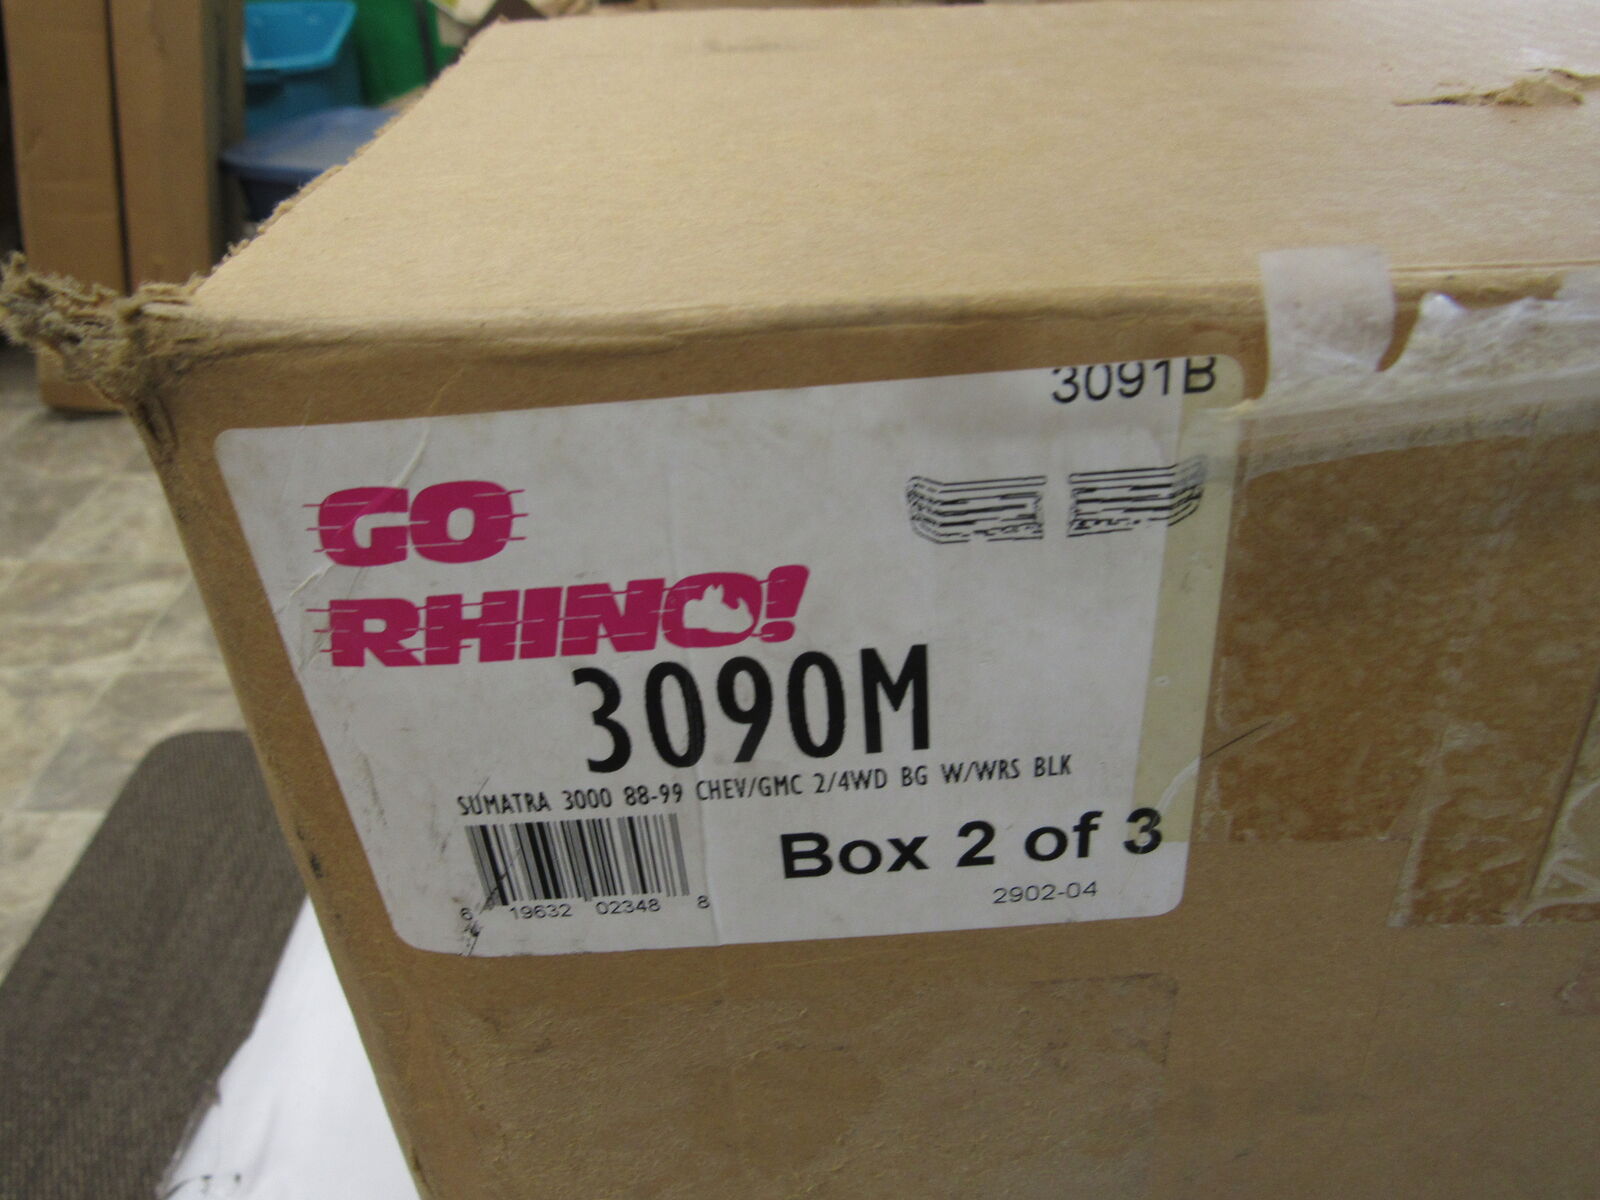 3091B
GO
RHINO!
3090M
SUMATRA 3000 88-99 CHEV/GMC 2/4WD BG W/WRS BLK
Box 2 of 3
2902-04
6 19632 02348 8